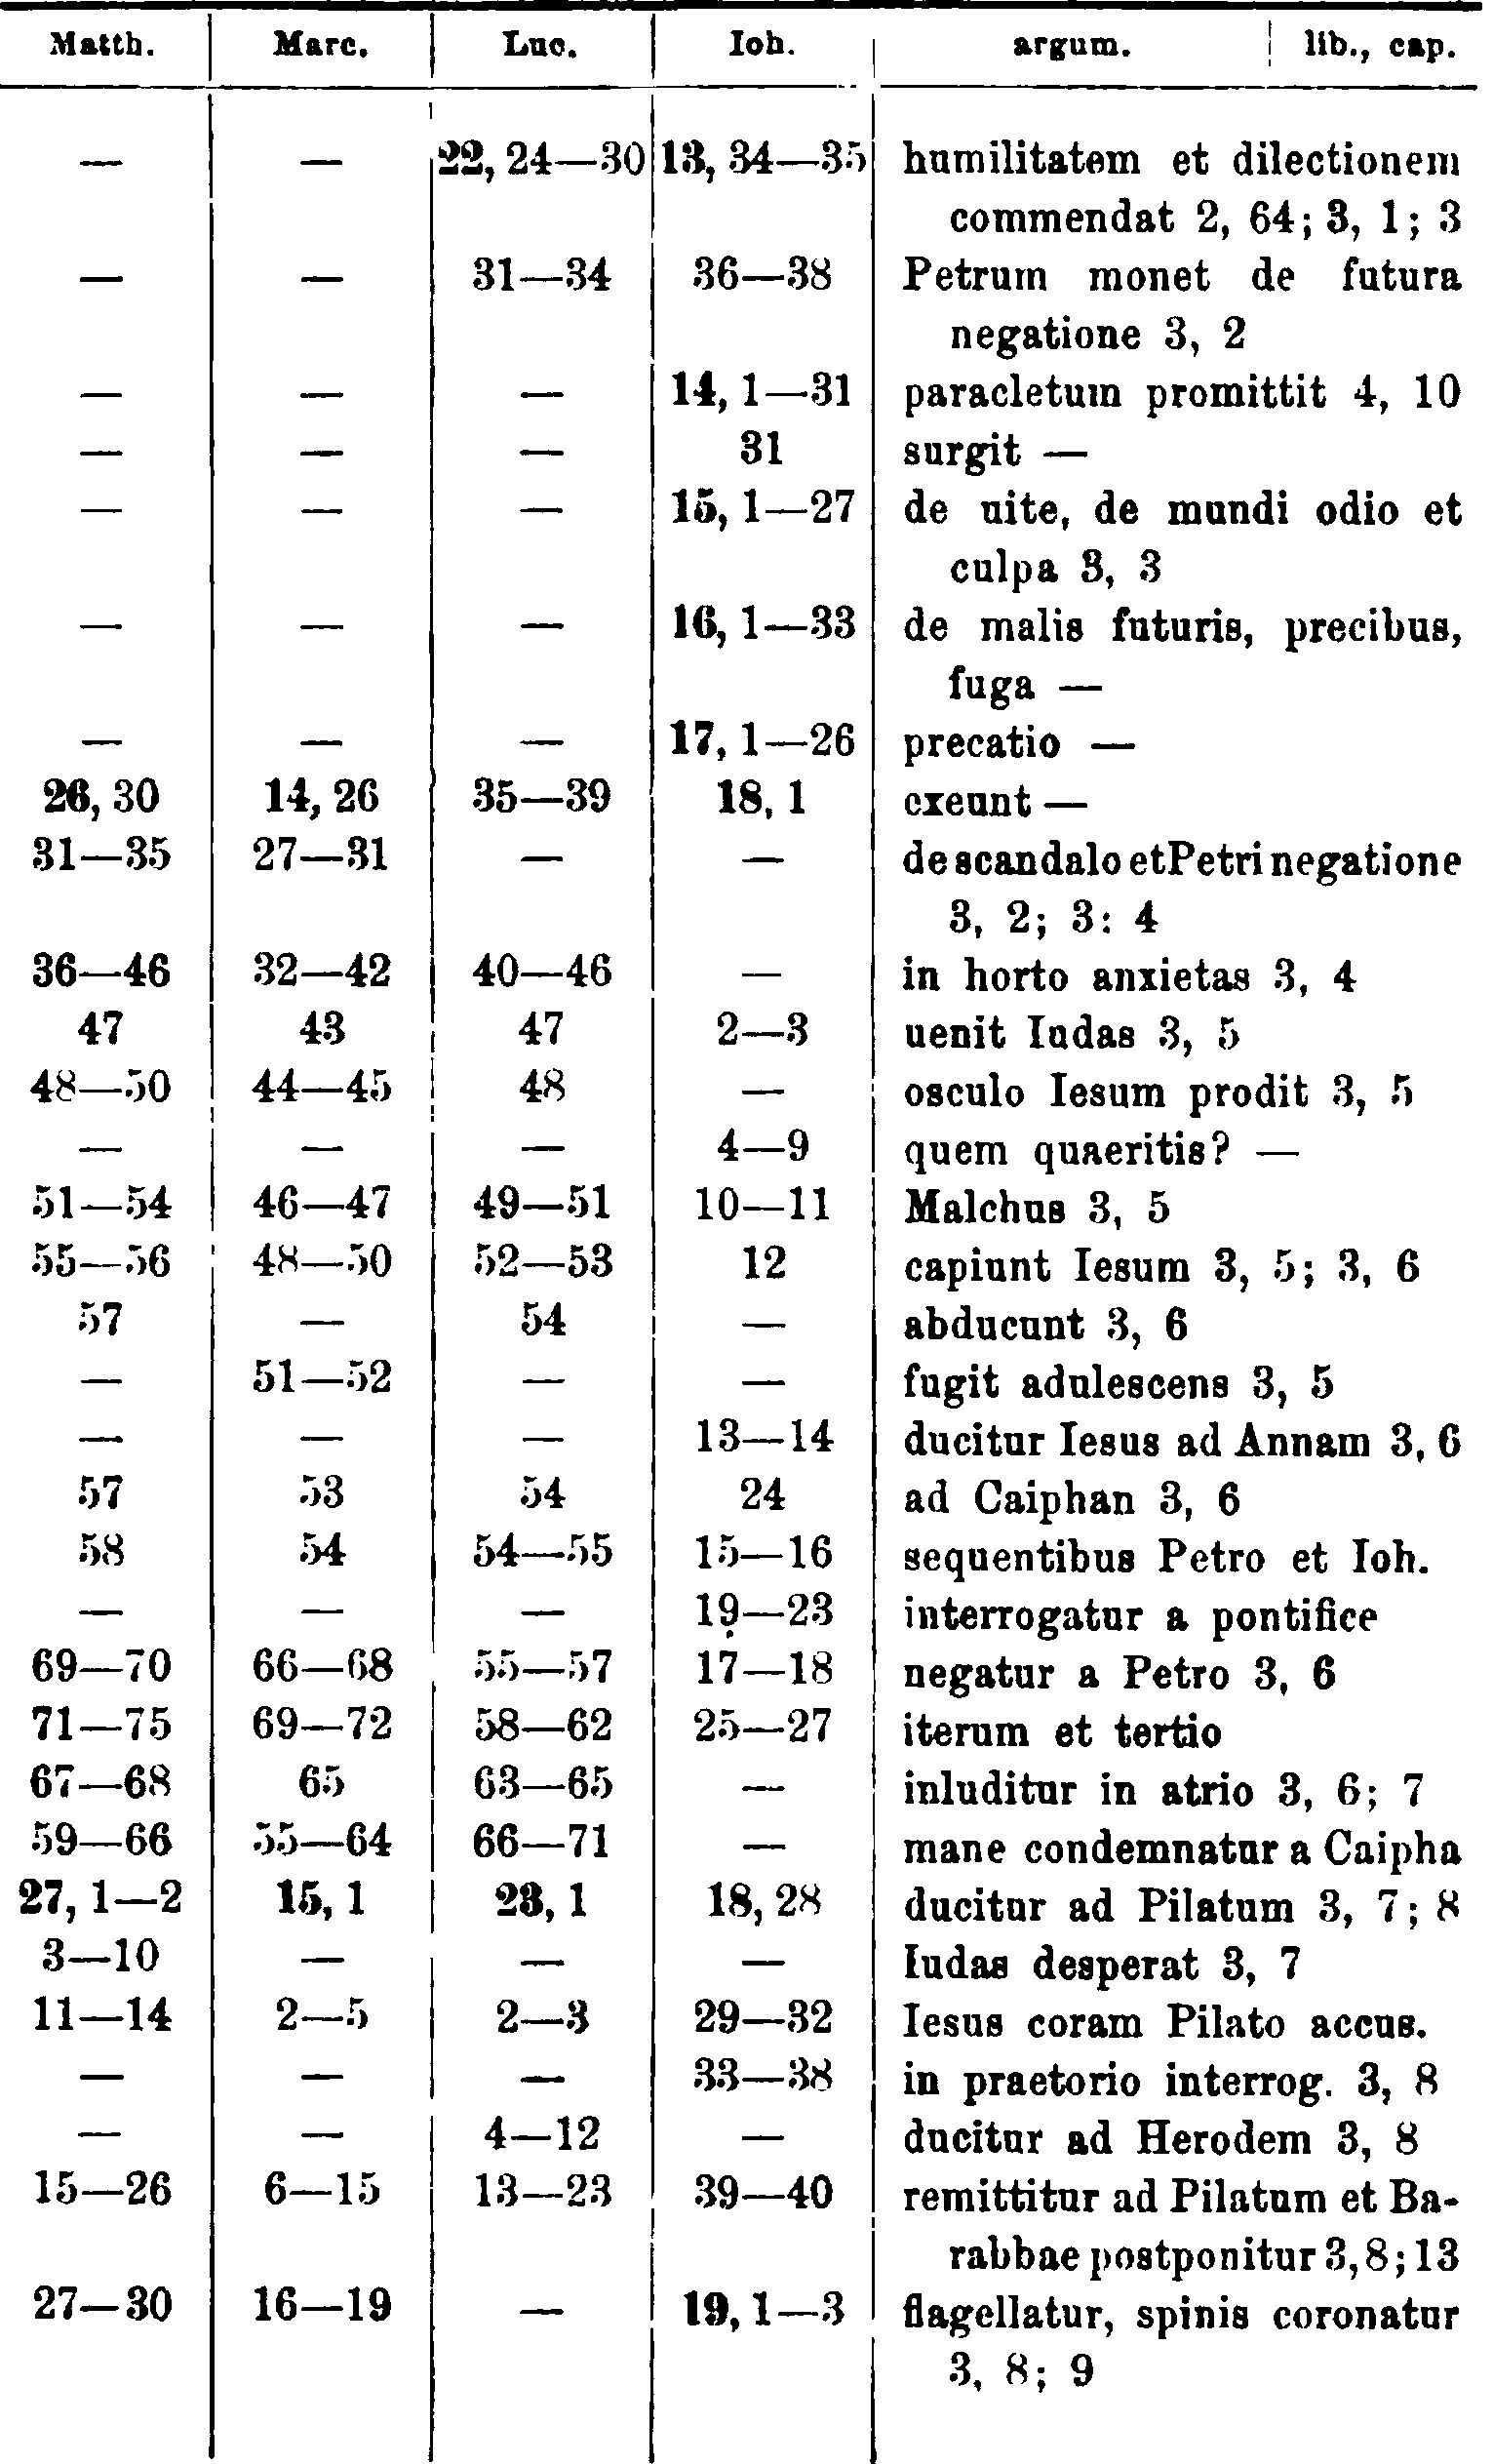 Matth. Marc. Luc. Ioh. argum. lib., cap.
— — 22, 24—30 13, 34—35 humilitatem et dilectionem
commendat 2, 64; 3, 1; 3
— — 31—34 36—38 Petrum monet de futura
negatione 3, 2
— — — 14, 1—31 paracletum promittit 4, 10
— — — 31 surgit —
— — — 15, 1—27 de uite, de mundi odio et
culpa 3, 3
— — — 16, 1—33 de malis futuris, precibus,
fuga —
— — — 17, 1—26 precatio —
26, 30 14, 26 35—39 18, 1 exeunt —
31—35 27—31 — — de scandalo et Petri negatione
3, 2; 3: 4
36—46 32—42 40—46 — in horto anxietas 3, 4
47 43 47 2—3 uenit Iudas 3, 5
48—50 44—45 48 — osculo Iesum prodit 3, 5
— — — 4—9 quem quaeritis? —
51—54 46—47 49—51 10—11 Malchus 3, 5
55—56 48—50 52—53 12 capiunt Iesum 3, 5; 3, 6
57 — 54 — abducunt 3, 6
— 51—52 — — fugit adulescens 3, 5
— — — 13—14 ducitur Iesus ad Annam 3, 6
57 53 54 24 ad Caiphan 3, 6
58 54 54—55 15—16 sequentibus Petro et Ioh.
— — — 19—23 interrogatur a pontifice
69—70 66—68 55—57 17—18 negatur a Petro 3, 6
71—75 69—72 58—62 25—27 iterum et tertio
67—68 65 63—65 — inluditur in atrio 3, 6; 7
59—66 55—64 66—71 — mane condemnatur a Caipha
27, 1—2 15, 1 23, 1 18, 28 ducitur ad Pilatum 3, 7; 8
3—10 — — — Iudas desperat 3, 7
11—14 2—5 2—3 29—32 Iesus coram Pilato accus.
— — — 33—38 in praetorio interrog. 3, 8
— — 4—12 — ducitur ad Herodem 3, 8
15—26 6—15 13—23 39—40 remittitur ad Pilatum et Ba-
rabbae postponitur 3, 8; 13
27—30 16—19 — 19, 1—3 flagellatur, spinis coronatur
3, 8; 9